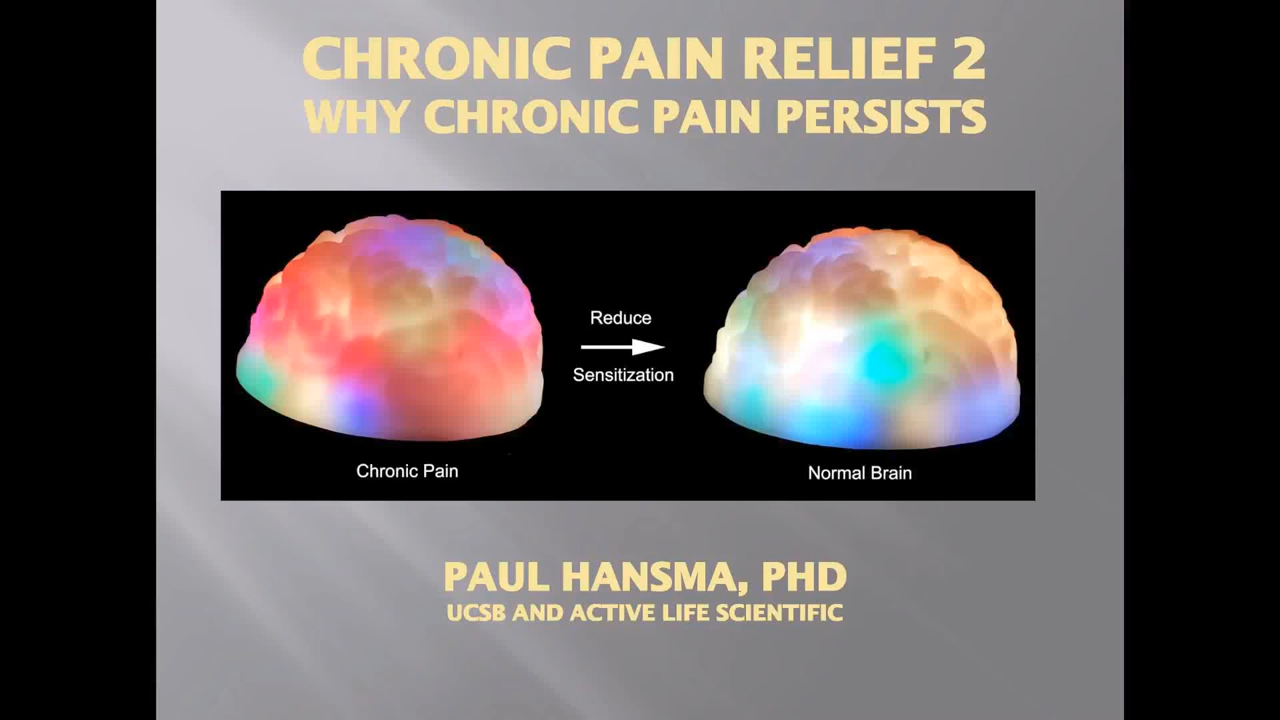 CHRONIC PAIN RELIEF 2
WHY CHRONIC PAIN PERSISTS
Reduce
Sensitization
Chronic Pain
Normal Brain
PAUL HANSMA, PHD
UCSB AND ACTIVE LIFE SCIENTIFIC